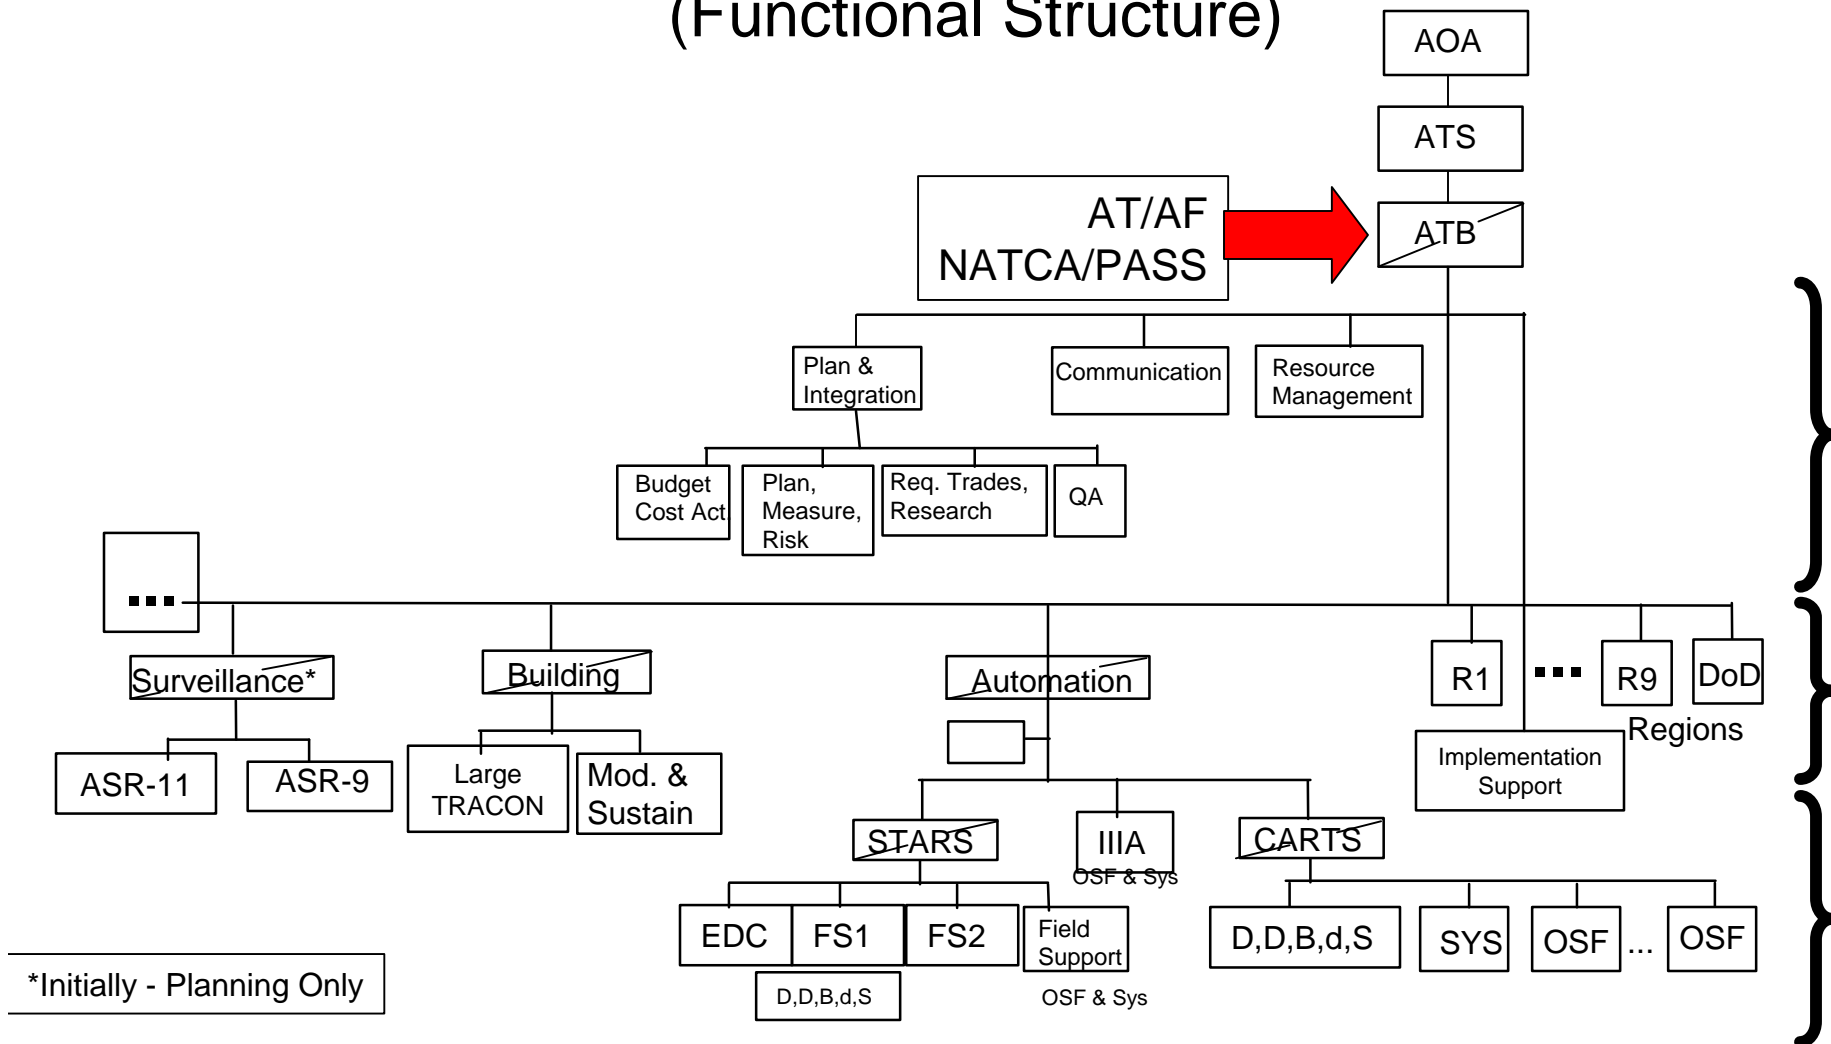 (Functional Structure)
AOA
ATS
AT/AF
NATCA/PASS
ATB
Plan &
Integration
Communication
Resource
Management
Budget
Cost Act.
Plan,
Measure,
Risk
Req. Trades,
Research
QA
...
Surveillance*
Building
Automation
R1
...
R9
DoD
Regions
ASR-11
ASR-9
Large
TRACON
Mod. &
Sustain
Implementation
Support
STARS
IIIA
OSF & Sys
CARTS
EDC
FS1
FS2
Field
Support
D,D,B,d,S
SYS
OSF
...
OSF
D,D,B,d,S
OSF & Sys
*Initially - Planning Only